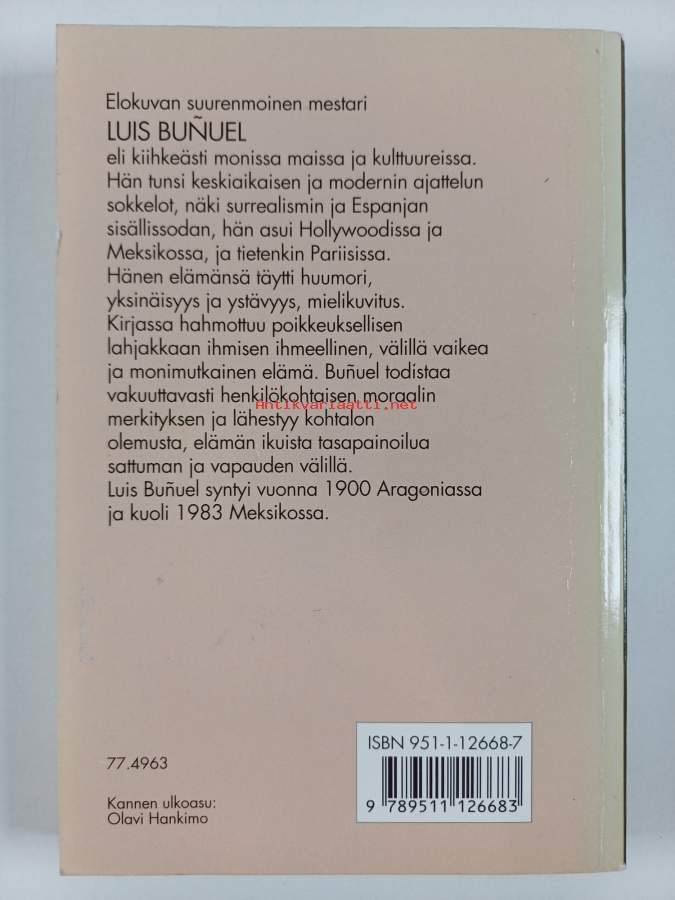 Elokuvan suurenmoinen mestari
LUIS BUÑUEL
eli kiihkeästi monissa maissa ja kulttuureissa.
Hän tunsi keskiaikaisen ja modernin ajattelun
sokkelot, näki surrealismin ja Espanjan
sisällissodan, hän asui Hollywoodissa ja
Meksikossa, ja tietenkin Pariisissa.
Hänen elämänsä täytti huumori,
yksinäisyys ja ystävyys, mielikuvitus.
Kirjassa hahmottuu poikkeuksellisen
lahjakkaan ihmisen ihmeellinen, välillä vaikea
ja monimutkainen elämä. Buñuel todistaa
vakuuttavasti henkilökohtaisen moraalin
Antikvariaatti.net
merkityksen ja lähestyy kohtalon
olemusta, elämän ikuista tasapainoilua
sattuman ja vapauden välillä.
Luis Buñuel syntyi vuonna 1900 Aragoniassa
ja kuoli 1983 Meksikossa.
ISBN 951-1-12668-7
77.4963
9 789511 126683
Kannen ulkoasu:
Olavi Hankimo